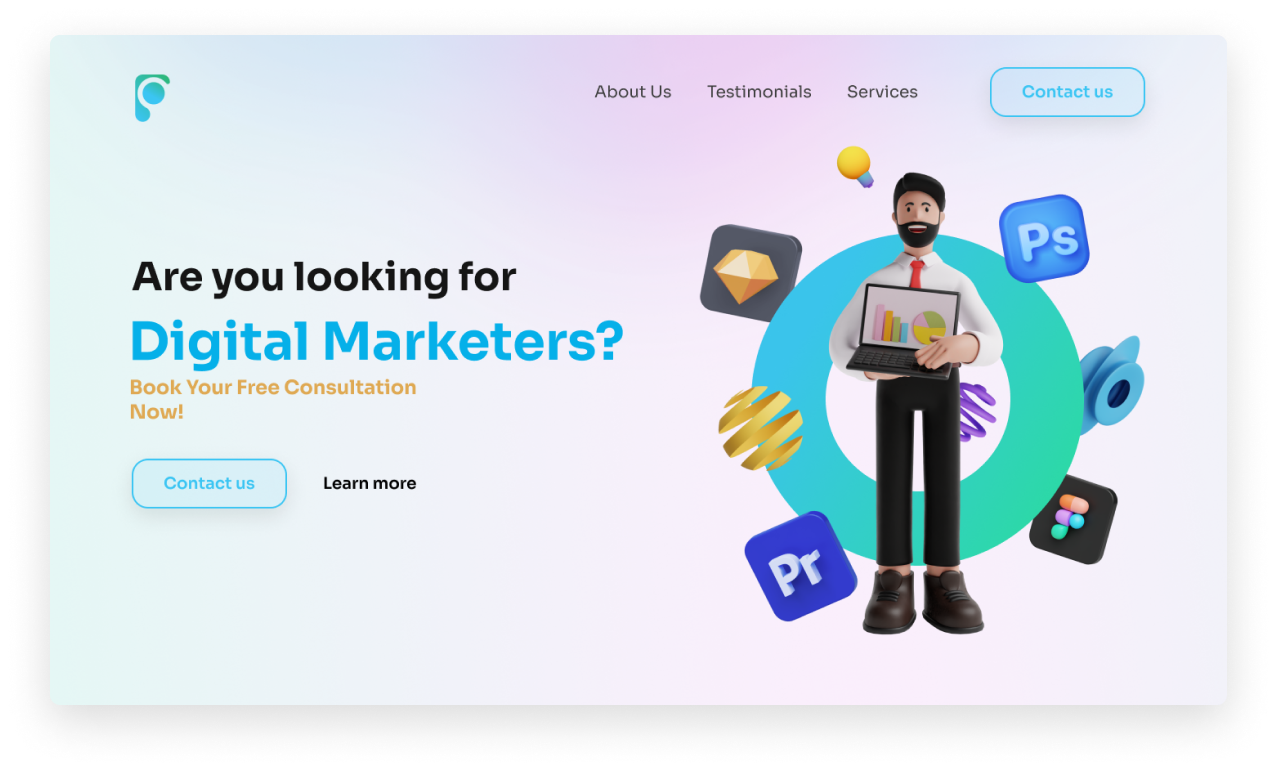 About Us
Testimonials
Services
Contact us
Are you looking for
Digital Marketers?
Book Your Free Consultation
Now!
Contact us
Learn more
Ps
Pr